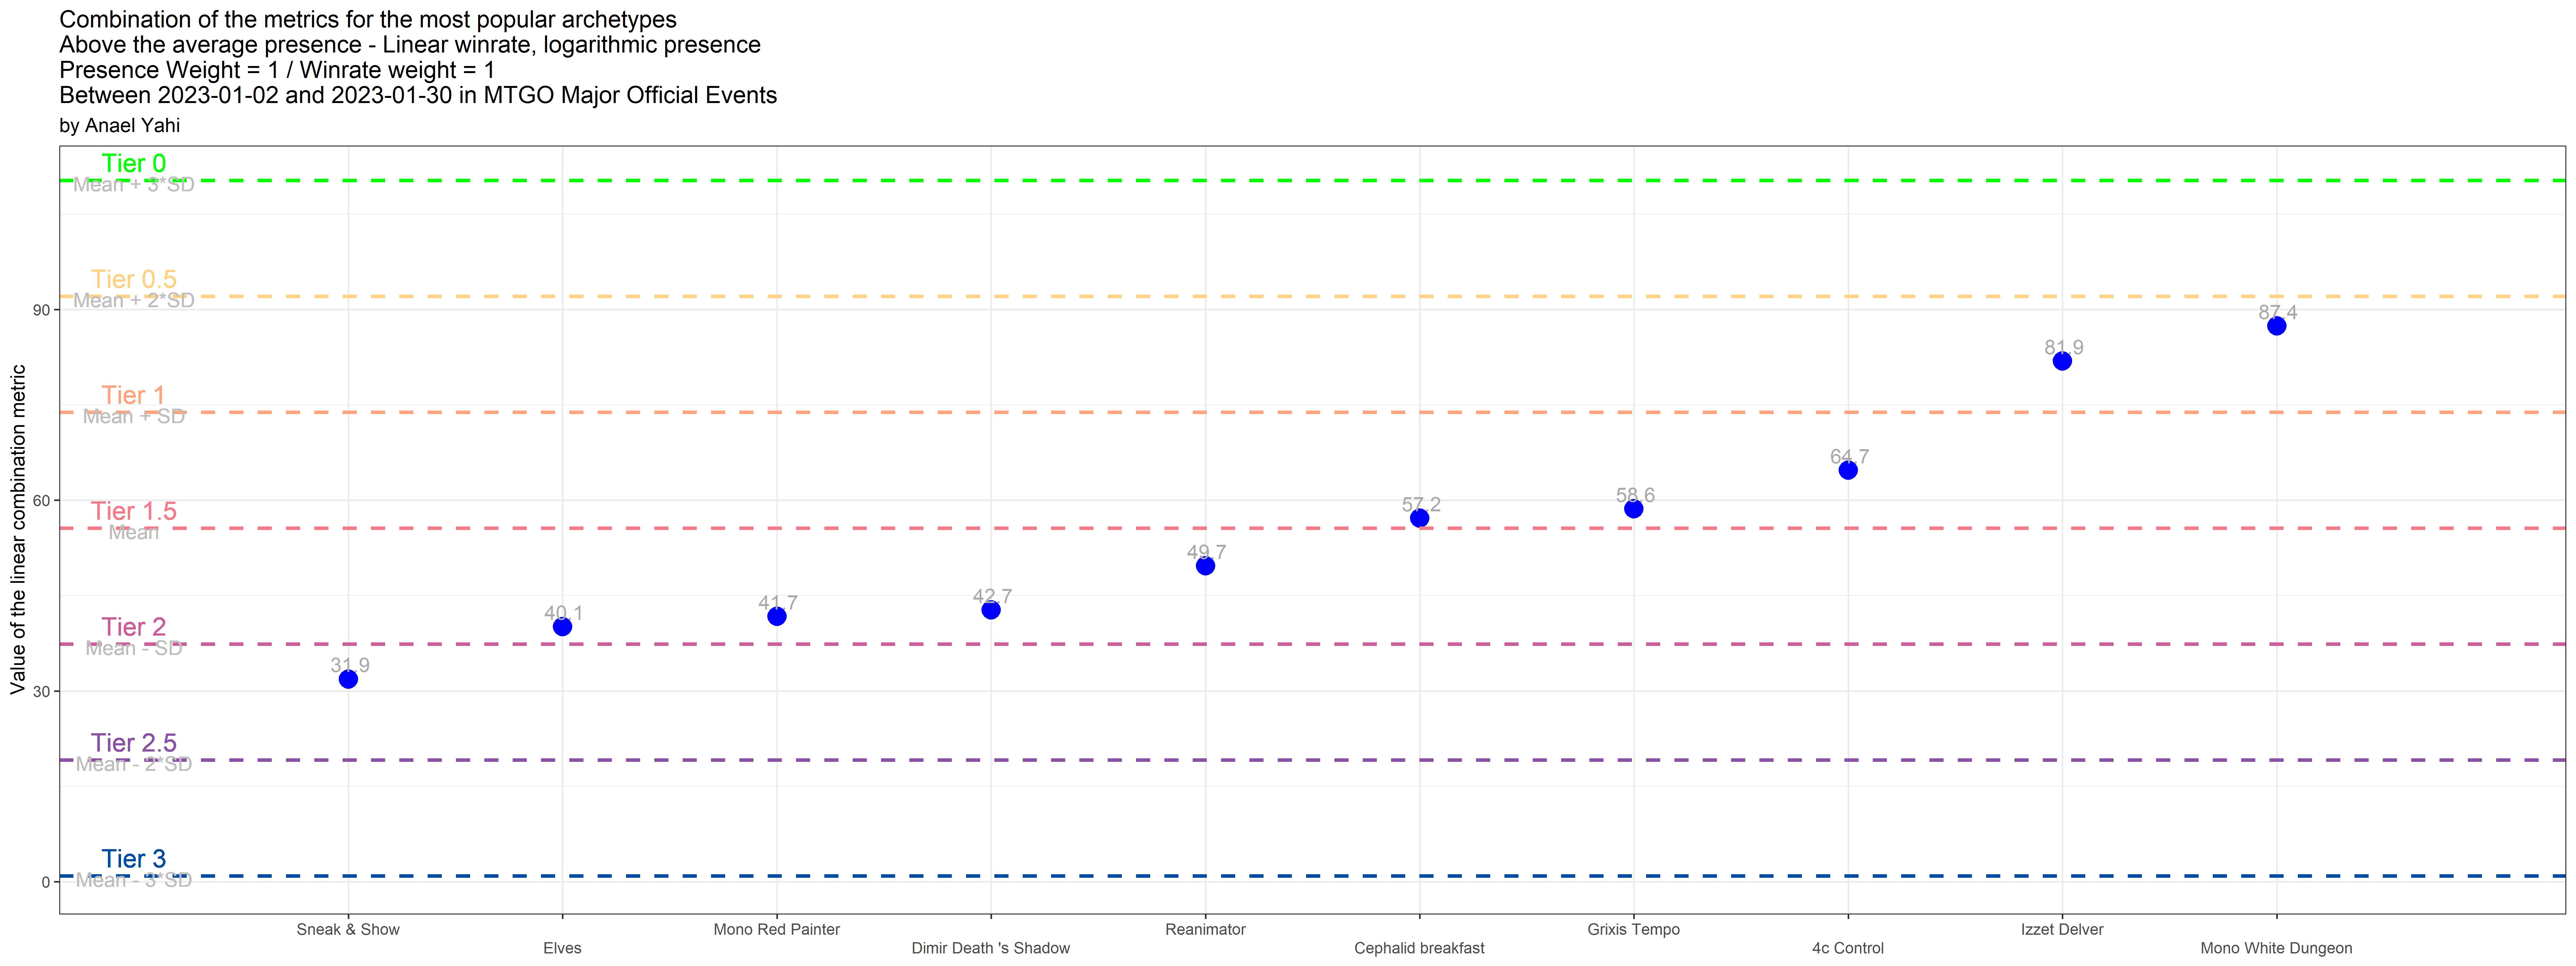 Combination of the metrics for the most popular archetypes
Above the average presence - Linear winrate, logarithmic presence
Presence Weight = 1 / Winrate weight = 1
Between 2023-01-02 and 2023-01-30 in MTGO Major Official Events
by Anael Yahi
Value of the linear combination metric
Tier 0
Mean + 3*SD
Tier 0.5
Mean + 2*SD
90
87.4
81.9
Tier 1
Mean + SD
64.7
60
58.6
57.2
Tier 1.5
Mean
49.7
42.7
41.7
40.1
Tier 2
Mean - SD
31.9
30
Tier 2.5
Mean - 2*SD
Tier 3
Mean - 3*SD
0
Sneak & Show
Elves
Mono Red Painter
Dimir Death 's Shadow
Reanimator
Cephalid breakfast
Grixis Tempo
4c Control
Izzet Delver
Mono White Dungeon